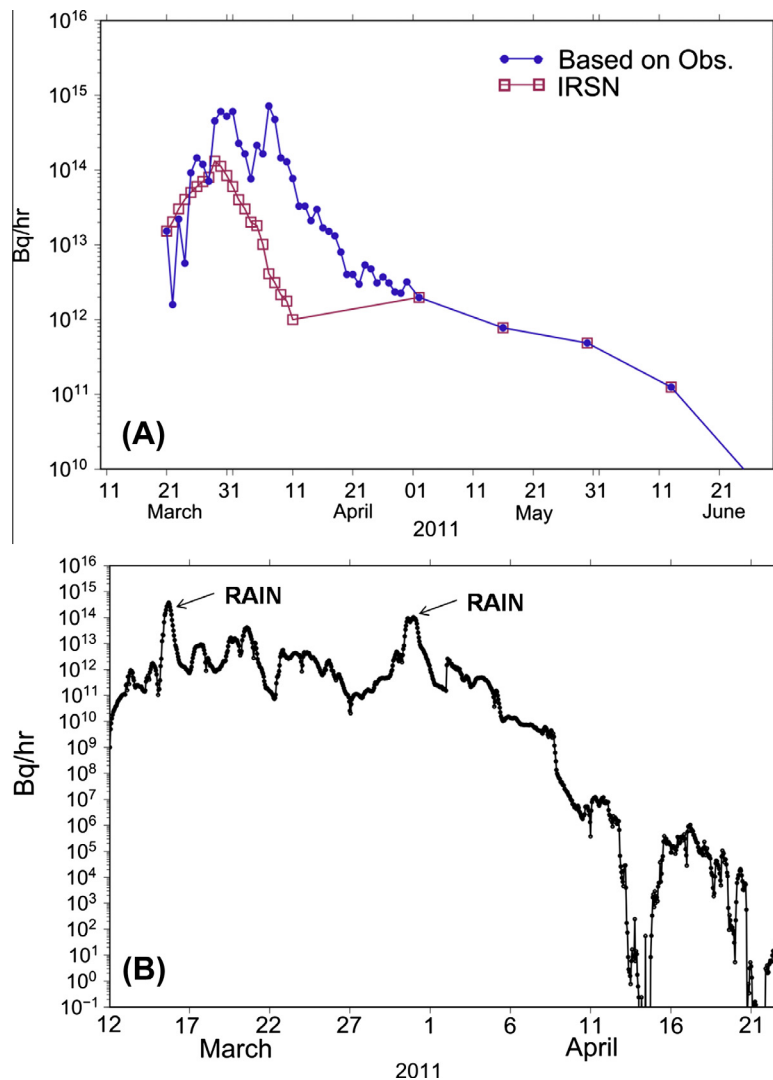 10^16
10^15
10^14
10^13
10^12
10^11
10^10
Bq/hr
Based on Obs.
IRSN
(A)
11 21 31 11 21 01 11 21 31 11 21
March April May June
2011
10^16
10^15
10^14
10^13
10^12
10^11
10^10
10^9
10^8
10^7
10^6
10^5
10^4
10^3
10^2
10^1
10^0
10^−1
Bq/hr
RAIN
RAIN
(B)
12 17 22 27 1 6 11 16 21
March April
2011